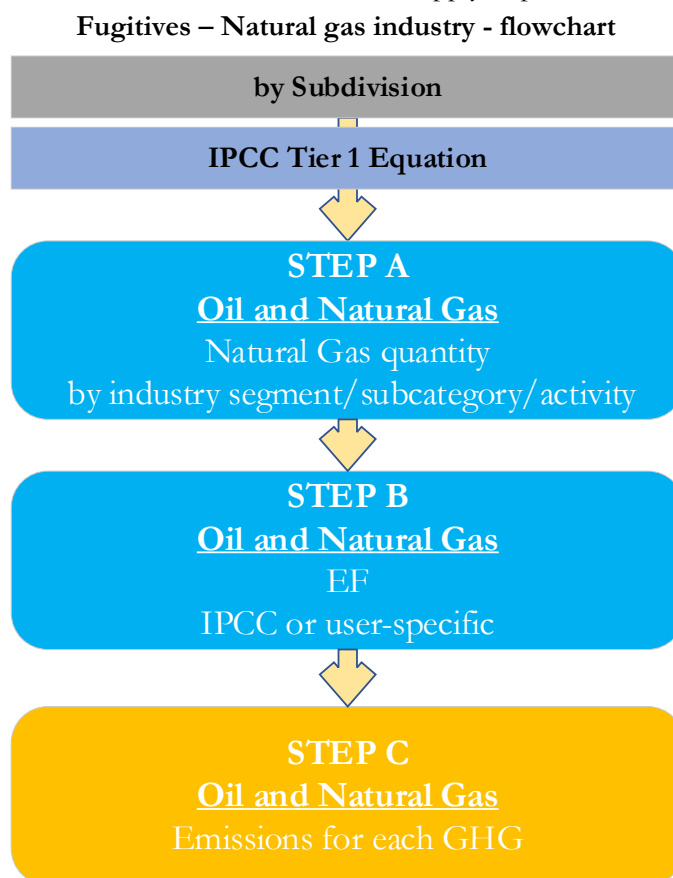 Fugitives – Natural gas industry - flowchart
by Subdivision
IPCC Tier 1 Equation
STEP A
Oil and Natural Gas
Natural Gas quantity
by industry segment/subcategory/activity
STEP B
Oil and Natural Gas
EF
IPCC or user-specific
STEP C
Oil and Natural Gas
Emissions for each GHG